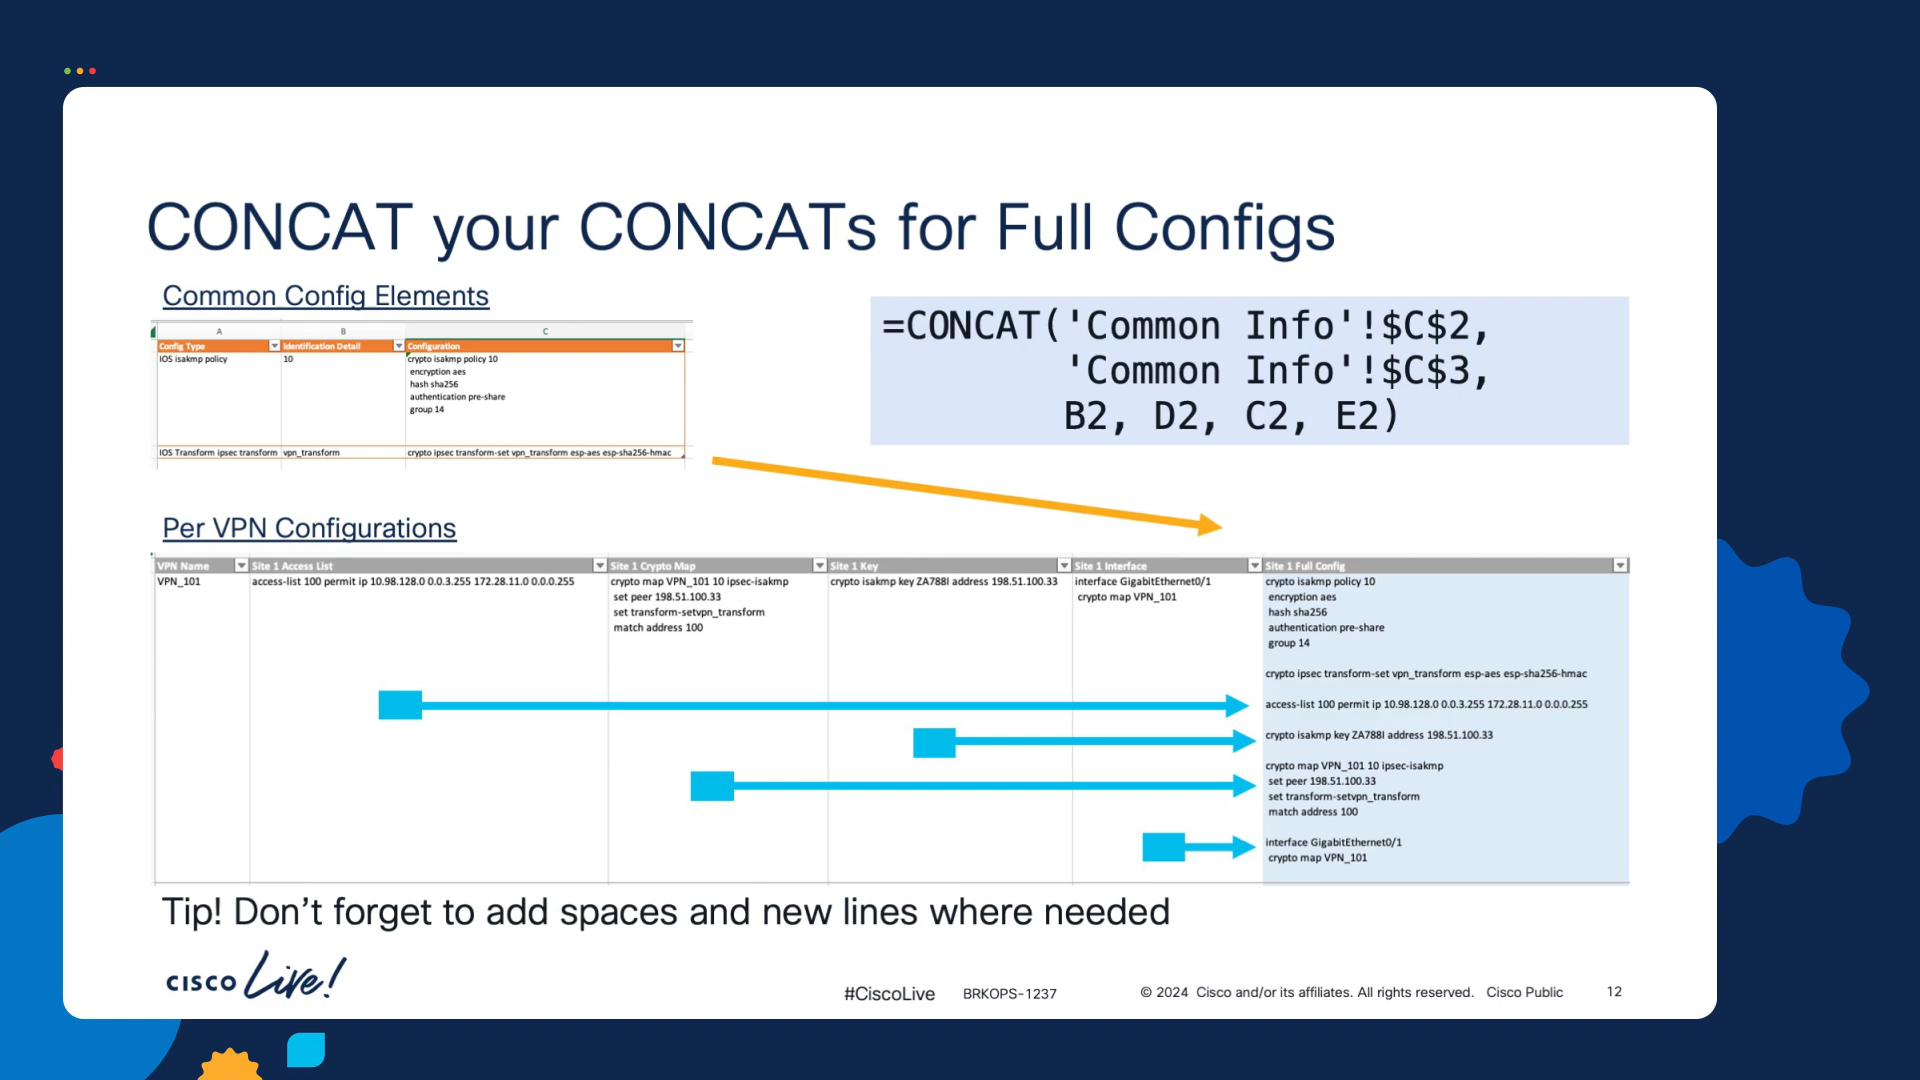 CONCAT your CONCATs for Full Configs
Common Config Elements
A B C
Config Type Identification Detail Configuration
IOS isakmp policy 10 crypto isakmp policy 10
encryption aes
hash sha256
authentication pre-share
group 14
IOS Transform ipsec transform vpn_transform crypto ipsec transform-set vpn_transform esp-aes esp-sha256-hmac
=CONCAT('Common Info'!$C$2,
'Common Info'!$C$3,
B2, D2, C2, E2)
Per VPN Configurations
VPN Name Site 1 Access List Site 1 Crypto Map Site 1 Key Site 1 Interface Site 1 Full Config
VPN_101 access-list 100 permit ip 10.98.128.0 0.0.3.255 172.28.11.0 0.0.0.255 crypto map VPN_101 10 ipsec-isakmp crypto isakmp key ZA788I address 198.51.100.33 interface GigabitEthernet0/1 crypto isakmp policy 10
set peer 198.51.100.33 crypto map VPN_101 encryption aes
set transform-setvpn_transform hash sha256
match address 100 authentication pre-share
group 14
crypto ipsec transform-set vpn_transform esp-aes esp-sha256-hmac
access-list 100 permit ip 10.98.128.0 0.0.3.255 172.28.11.0 0.0.0.255
crypto isakmp key ZA788I address 198.51.100.33
crypto map VPN_101 10 ipsec-isakmp
set peer 198.51.100.33
set transform-setvpn_transform
match address 100
interface GigabitEthernet0/1
crypto map VPN_101
Tip! Don't forget to add spaces and new lines where needed
CISCO Live!
#CiscoLive BRKOPS-1237 © 2024 Cisco and/or its affiliates. All rights reserved. Cisco Public 12